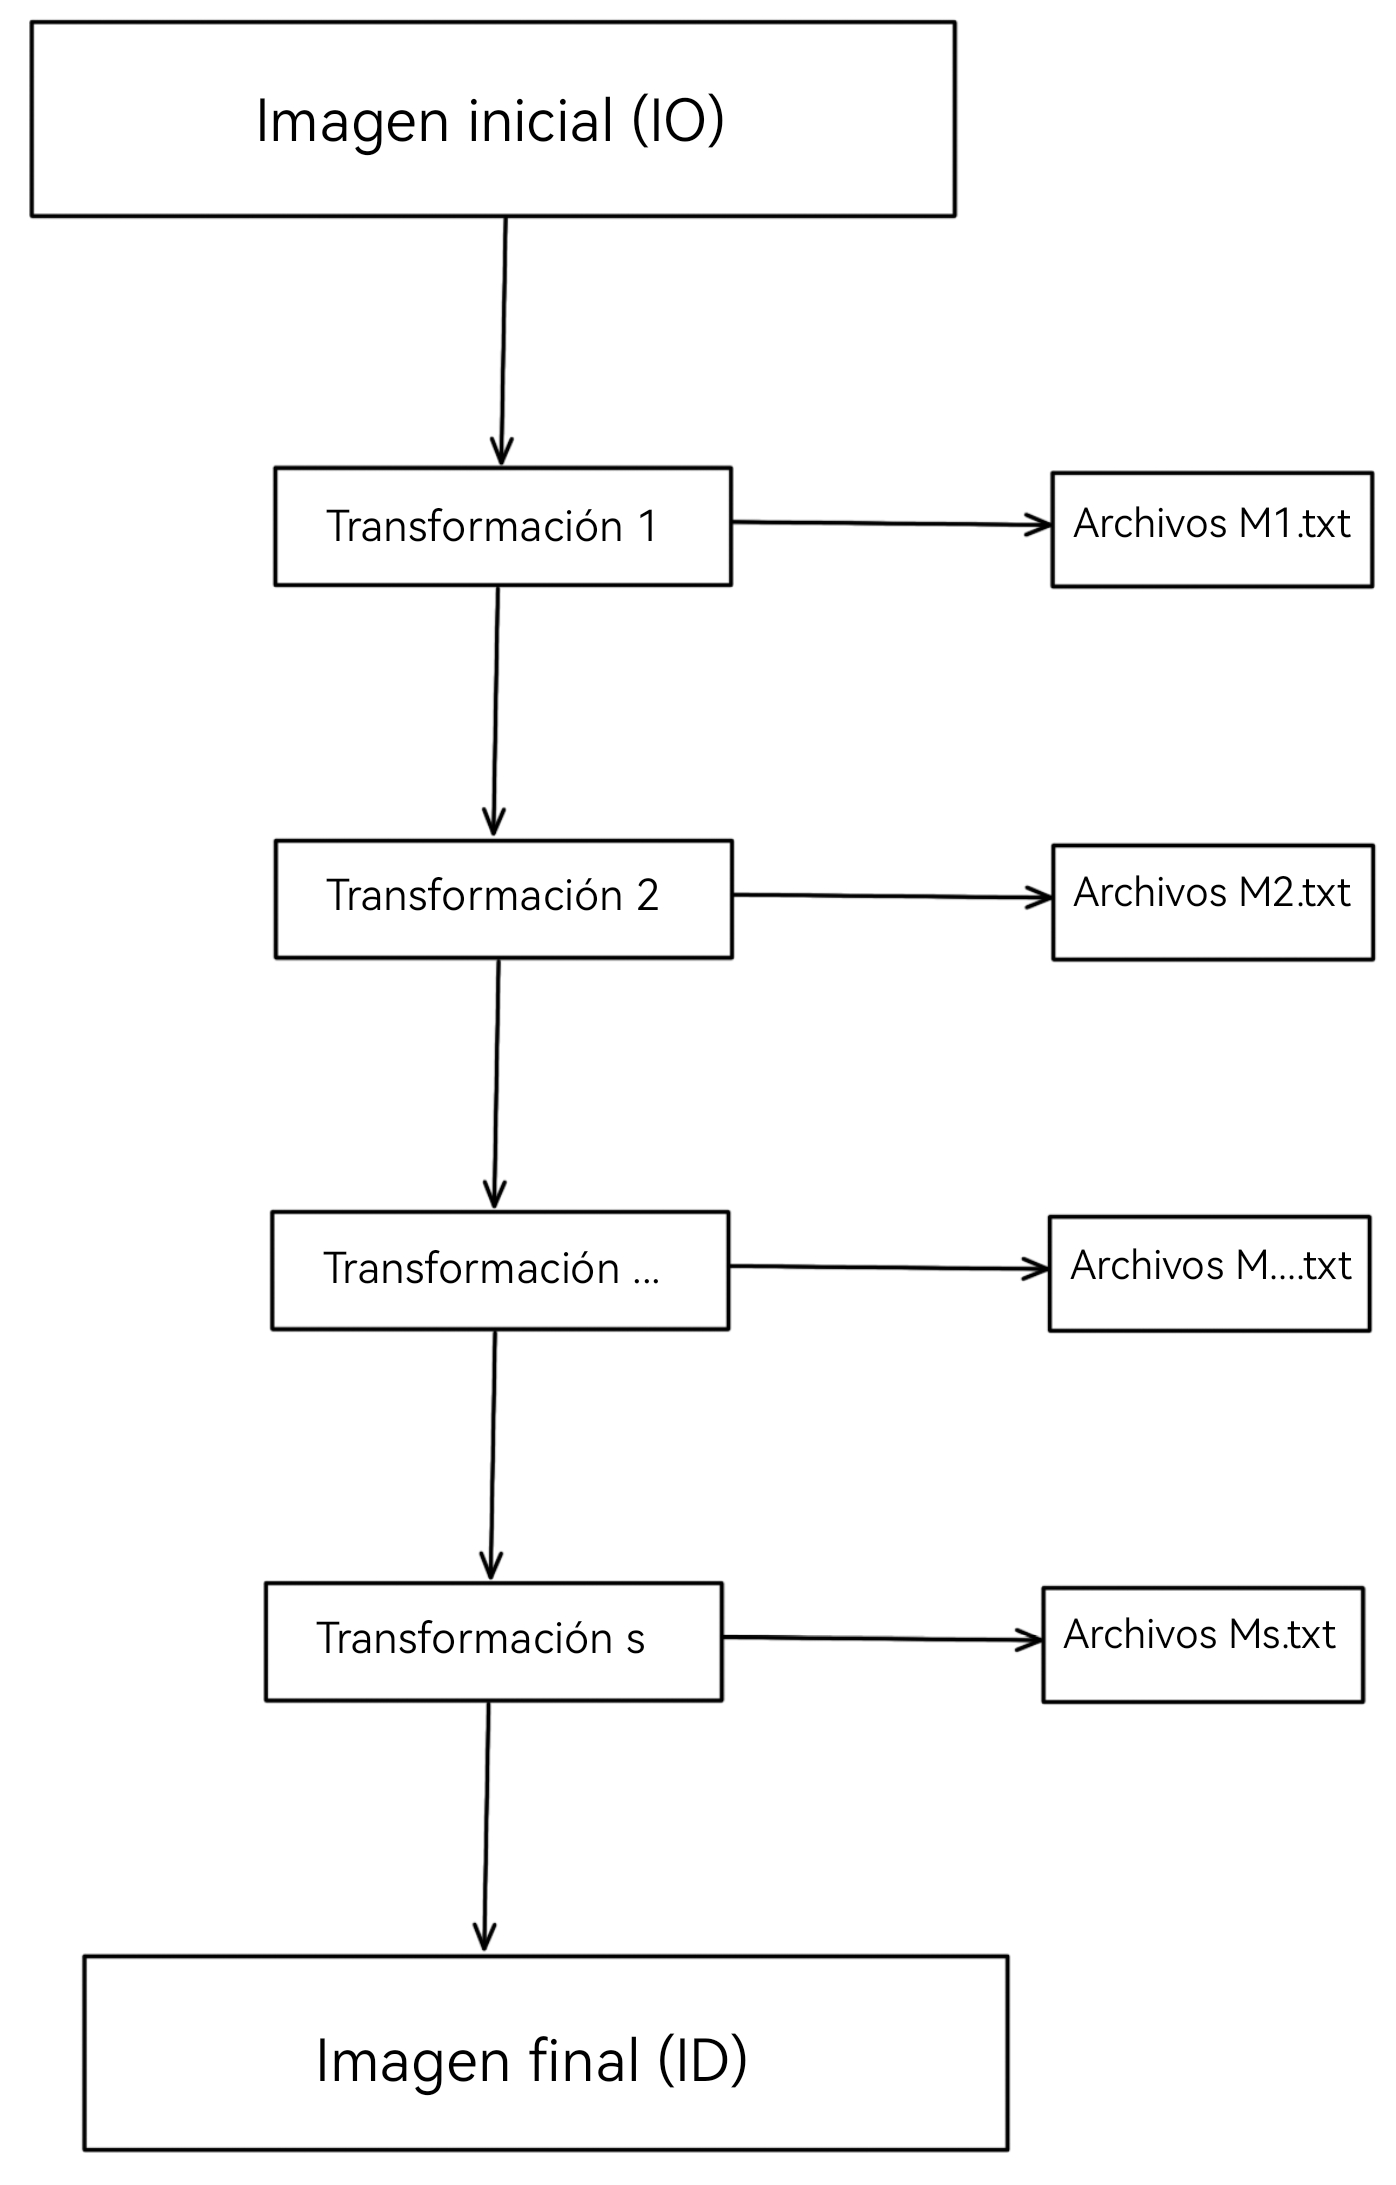 Imagen inicial (IO)
Transformación 1
Archivos M1.txt
Transformación 2
Archivos M2.txt
Transformación ...
Archivos M....txt
Transformación s
Archivos Ms.txt
Imagen final (ID)